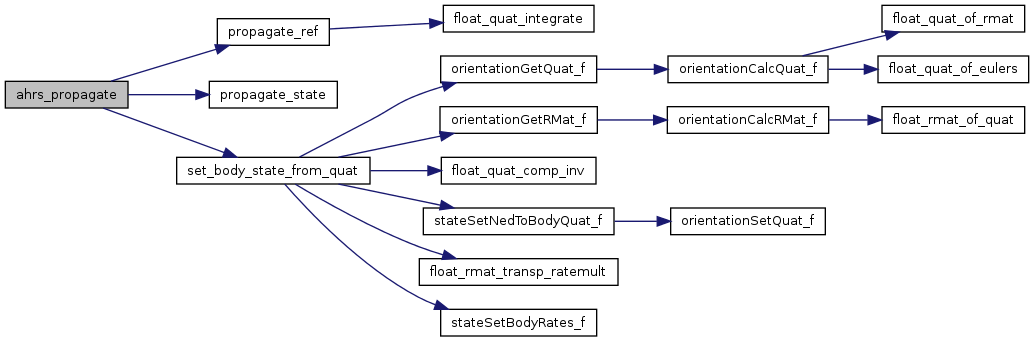 ahrs_propagate
propagate_ref
float_quat_integrate
propagate_state
set_body_state_from_quat
orientationGetQuat_f
orientationCalcQuat_f
float_quat_of_rmat
float_quat_of_eulers
orientationGetRMat_f
orientationCalcRMat_f
float_rmat_of_quat
float_quat_comp_inv
stateSetNedToBodyQuat_f
orientationSetQuat_f
float_rmat_transp_ratemult
stateSetBodyRates_f